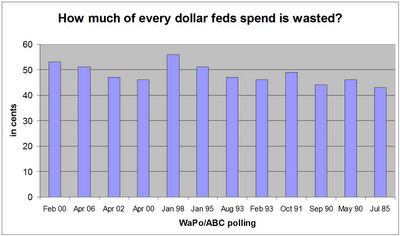 How much of every dollar feds spend is wasted?
60
50
40
30
20
10
0
in cents
Feb 00 Apr 06 Apr 02 Apr 00 Jan 98 Jan 95 Aug 93 Feb 93 Oct 91 Sep 90 May 90 Jul 85
WaPo/ABC polling